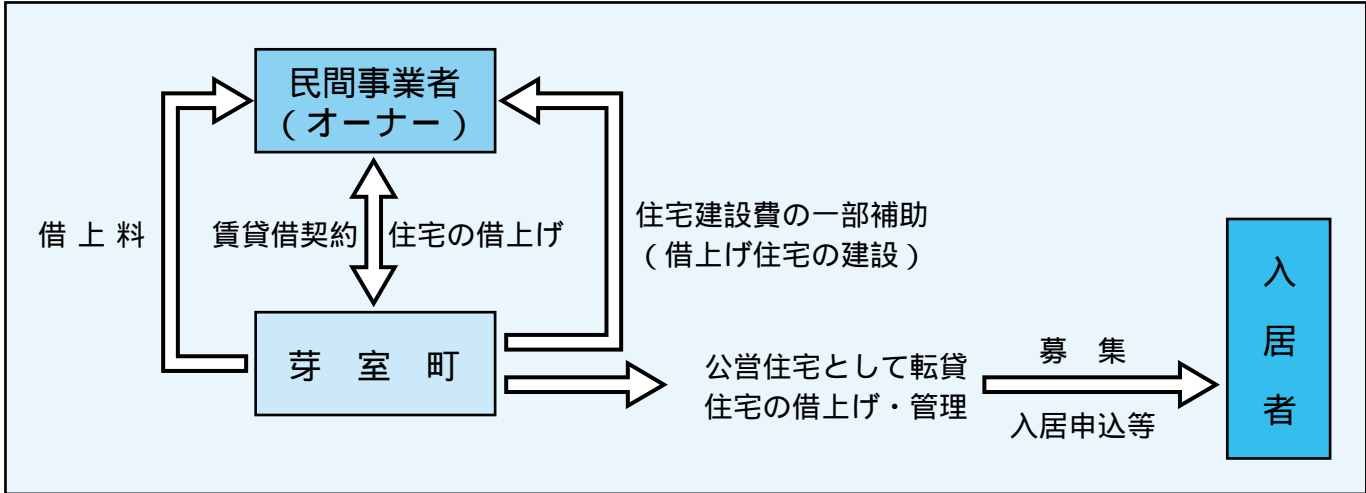 民間事業者
（オーナー）
借上料
賃貸借契約
住宅の借上げ
住宅建設費の一部補助
（借上げ住宅の建設）
芽室町
公営住宅として転貸
住宅の借上げ・管理
募集
入居申込等
入居者